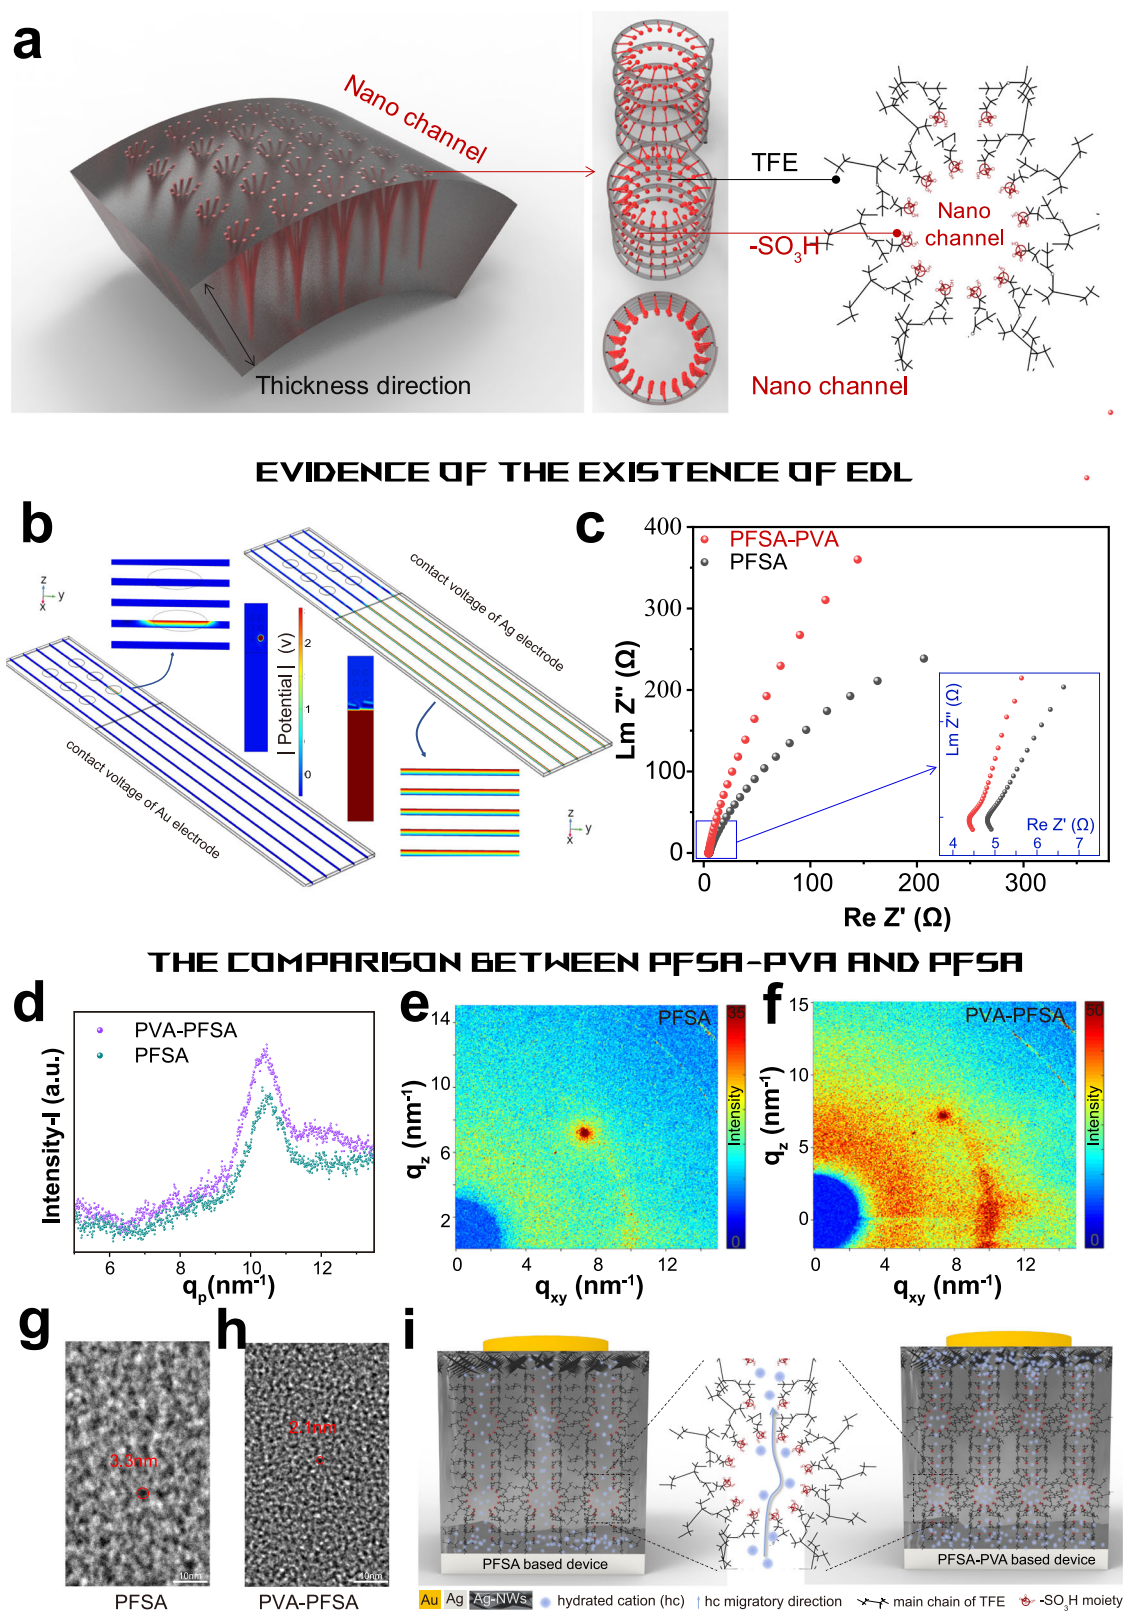 a
Nano channel
Thickness direction
TFE
-SO3H
Nano
channel
Nano channel
EVIDENCE OF THE EXISTENCE OF EDL
b
contact voltage of Ag electrode
contact voltage of Au electrode
| Potential | (v)
2
1
0
z
y
x
z
y
x
c
PFSA-PVA
PFSA
Lm Z'' (Ω)
400
300
200
100
0
0
100
200
300
Re Z' (Ω)
Lm Z'' (Ω)
Re Z' (Ω)
4
5
6
7
THE COMPARISON BETWEEN PFSA-PVA AND PFSA
d
PVA-PFSA
PFSA
Intensity-I (a.u.)
6
8
10
12
qp(nm-1)
e
PFSA
qz (nm-1)
14
10
6
2
0
4
8
12
qxy (nm-1)
35
Intensity
0
f
PVA-PFSA
qz (nm-1)
15
10
5
0
0
4
8
12
qxy (nm-1)
50
Intensity
0
g
3.3nm
10nm
PFSA
h
2.1nm
10nm
PVA-PFSA
i
PFSA based device
PFSA-PVA based device
Au
Ag
Ag-NWs
hydrated cation (hc)
hc migratory direction
main chain of TFE
-SO3H moiety